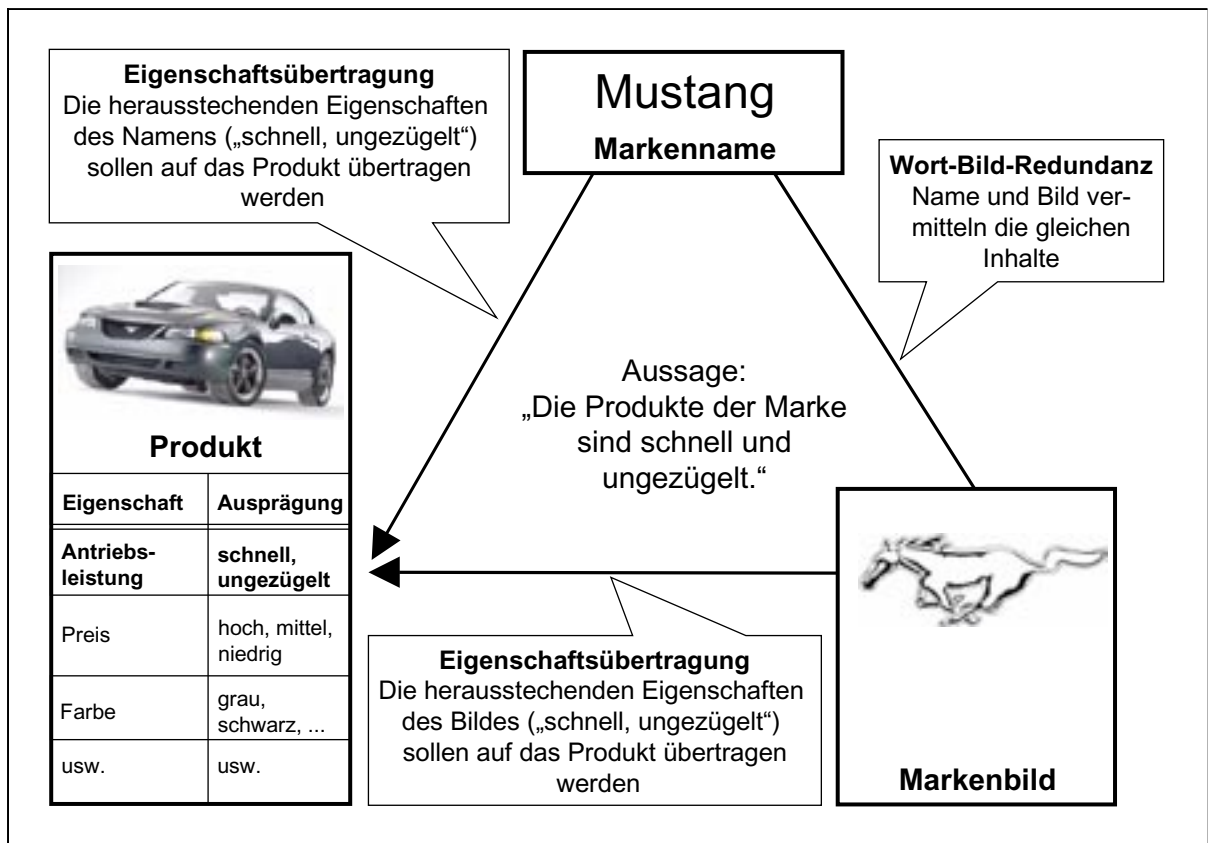 Eigenschaftsübertragung
Die herausstechenden Eigenschaften
des Namens („schnell, ungezügelt“)
sollen auf das Produkt übertragen
werden
Mustang
Markenname
Wort-Bild-Redundanz
Name und Bild ver-
mitteln die gleichen
Inhalte
Aussage:
„Die Produkte der Marke
sind schnell und
ungezügelt.“
Produkt
Eigenschaft Ausprägung
Antriebs-
leistung
schnell,
ungezügelt
Preis
hoch, mittel,
niedrig
Farbe
grau,
schwarz, ...
usw. usw.
Eigenschaftsübertragung
Die herausstechenden Eigenschaften
des Bildes („schnell, ungezügelt“)
sollen auf das Produkt übertragen
werden
Markenbild